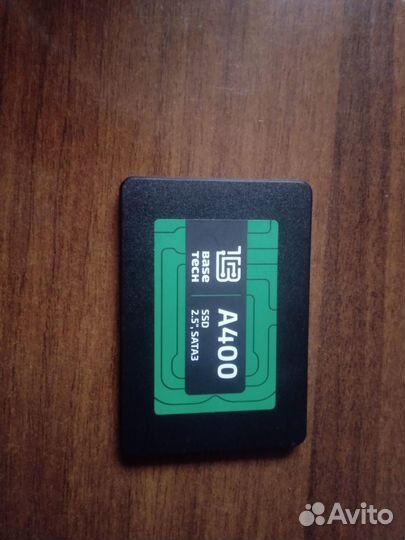 BASE
TECH
A400
SSD
2.5", SATA3
Avito